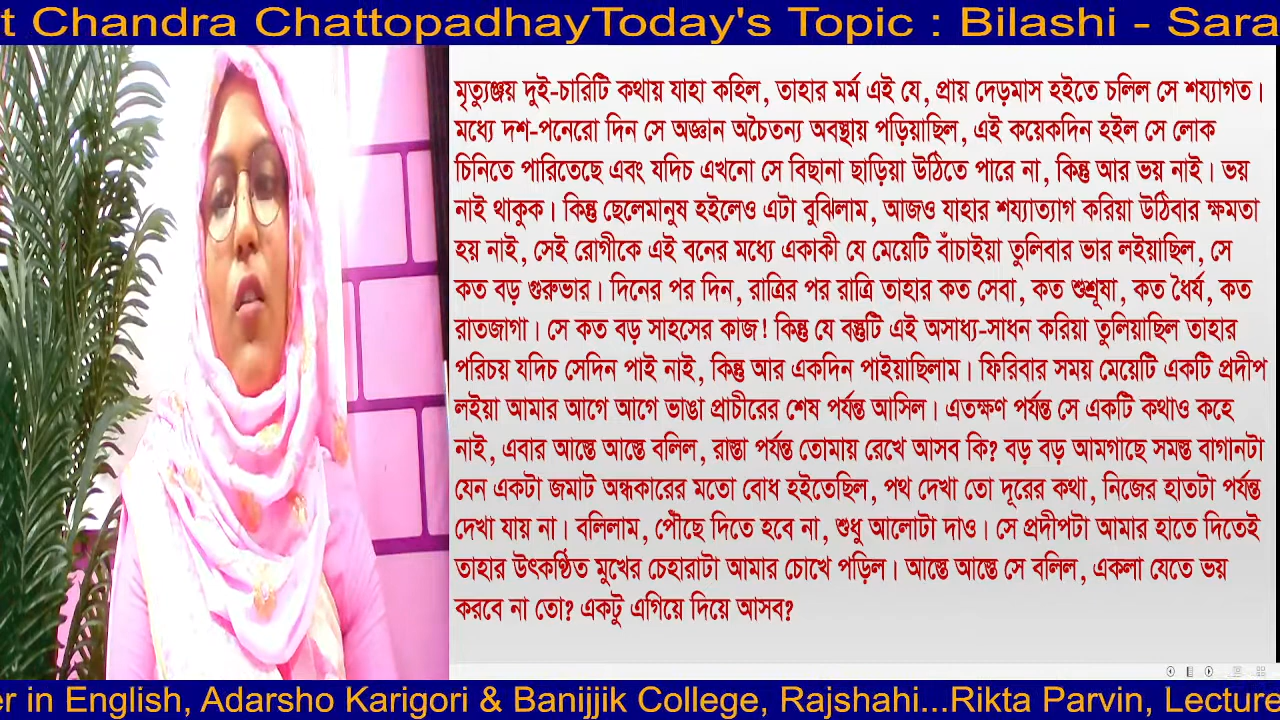 t Chandra ChattopadhayToday's Topic : Bilashi - Sara
মৃত্যুঞ্জয় দুই-চারিটি কথায় যাহা কহিল, তাহার মর্ম এই যে, প্রায় দেড়মাস হইতে চলিল সে শয্যাগত।
মধ্যে দশ-পনেরো দিন সে অজ্ঞান অচৈতন্য অবস্থায় পড়িয়াছিল, এই কয়েকদিন হইল সে লোক
চিনিতে পারিতেছে এবং যদিচ এখনো সে বিছানা ছাড়িয়া উঠিতে পারে না, কিন্তু আর ভয় নাই। ভয়
নাই থাকুক। কিন্তু ছেলেমানুষ হইলেও এটা বুঝিলাম, আজও যাহার শয্যাত্যাগ করিয়া উঠিবার ক্ষমতা
হয় নাই, সেই রোগীকে এই বনের মধ্যে একাকী যে মেয়েটি বাঁচাইয়া তুলিবার ভার লইয়াছিল, সে
কত বড় গুরুভার। দিনের পর দিন, রাত্রির পর রাত্রি তাহার কত সেবা, কত শুশ্রূষা, কত ধৈর্য, কত
রাতজাগা। সে কত বড় সাহসের কাজ! কিন্তু যে বস্তুটি এই অসাধ্য-সাধন করিয়া তুলিয়াছিল তাহার
পরিচয় যদিচ সেদিন পাই নাই, কিন্তু আর একদিন পাইয়াছিলাম। ফিরিবার সময় মেয়েটি একটি প্রদীপ
লইয়া আমার আগে আগে ভাঙা প্রাচীরের শেষ পর্যন্ত আসিল। এতক্ষণ পর্যন্ত সে একটি কথাও কহে
নাই, এবার আস্তে আস্তে বলিল, রাস্তা পর্যন্ত তোমায় রেখে আসব কি? বড় বড় আমগাছে সমস্ত বাগানটা
যেন একটা জমাট অন্ধকারের মতো বোধ হইতেছিল, পথ দেখা তো দূরের কথা, নিজের হাতটা পর্যন্ত
দেখা যায় না। বলিলাম, পৌঁছে দিতে হবে না, শুধু আলোটা দাও। সে প্রদীপটা আমার হাতে দিতেই
তাহার উৎকণ্ঠিত মুখের চেহারাটা আমার চোখে পড়িল। আস্তে আস্তে সে বলিল, একলা যেতে ভয়
করবে না তো? একটু এগিয়ে দিয়ে আসব?
er in English, Adarsho Karigori & Banijjik College, Rajshahi...Rikta Parvin, Lecture